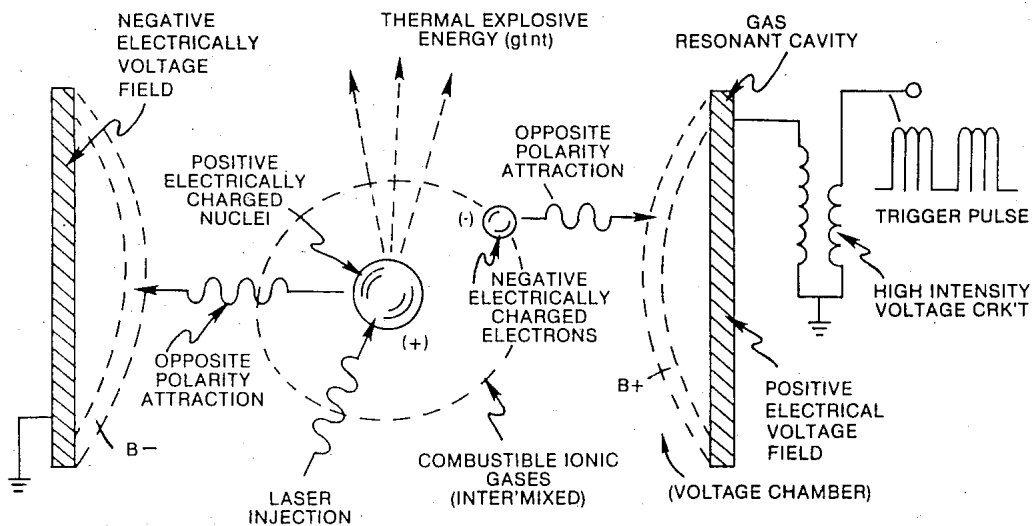 NEGATIVE
ELECTRICALLY
VOLTAGE
FIELD
THERMAL EXPLOSIVE
ENERGY (gtnt)
GAS
RESONANT CAVITY
POSITIVE
ELECTRICALLY
CHARGED
NUCLEI
OPPOSITE
POLARITY
ATTRACTION
(-)
TRIGGER PULSE
NEGATIVE
ELECTRICALLY
CHARGED
ELECTRONS
HIGH INTENSITY
VOLTAGE CRK'T
(+)
OPPOSITE
POLARITY
ATTRACTION
B-
B+
POSITIVE
ELECTRICAL
VOLTAGE
FIELD
COMBUSTIBLE IONIC
GASES
(INTER'MIXED)
(VOLTAGE CHAMBER)
LASER
INJECTION